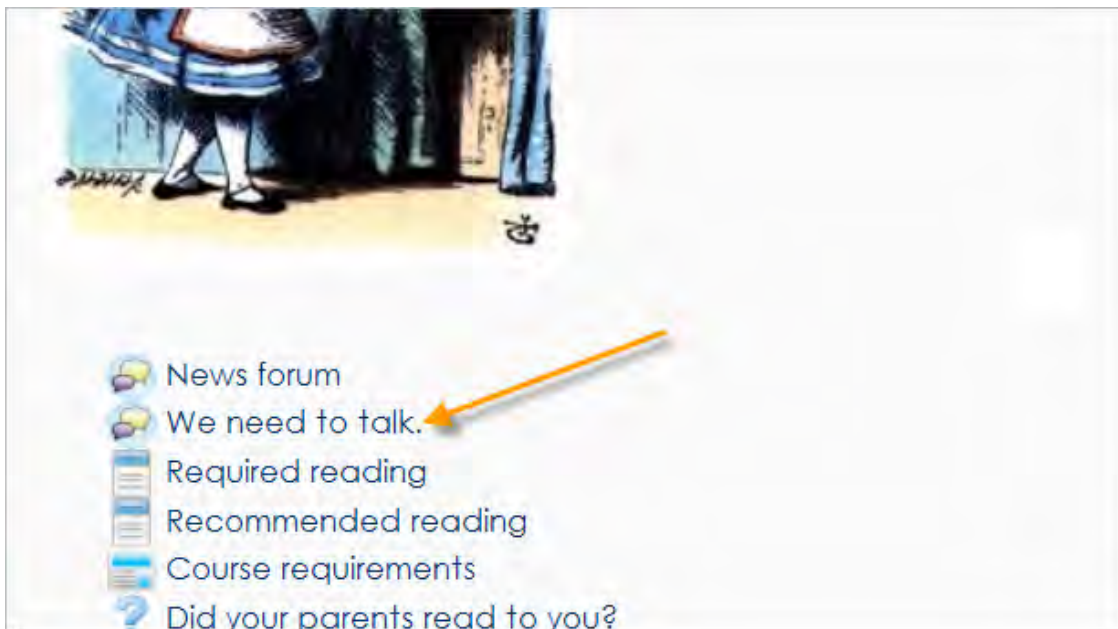 News forum
We need to talk.
Required reading
Recommended reading
Course requirements
Did your parents read to you?